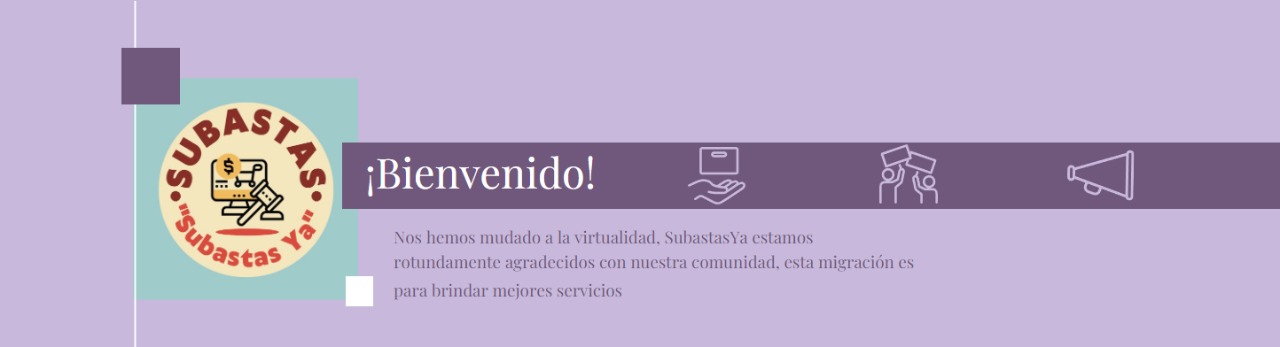 SUBASTAS
"Subastas Ya"
$
¡Bienvenido!
Nos hemos mudado a la virtualidad, SubastasYa estamos
rotundamente agradecidos con nuestra comunidad, esta migración es
para brindar mejores servicios